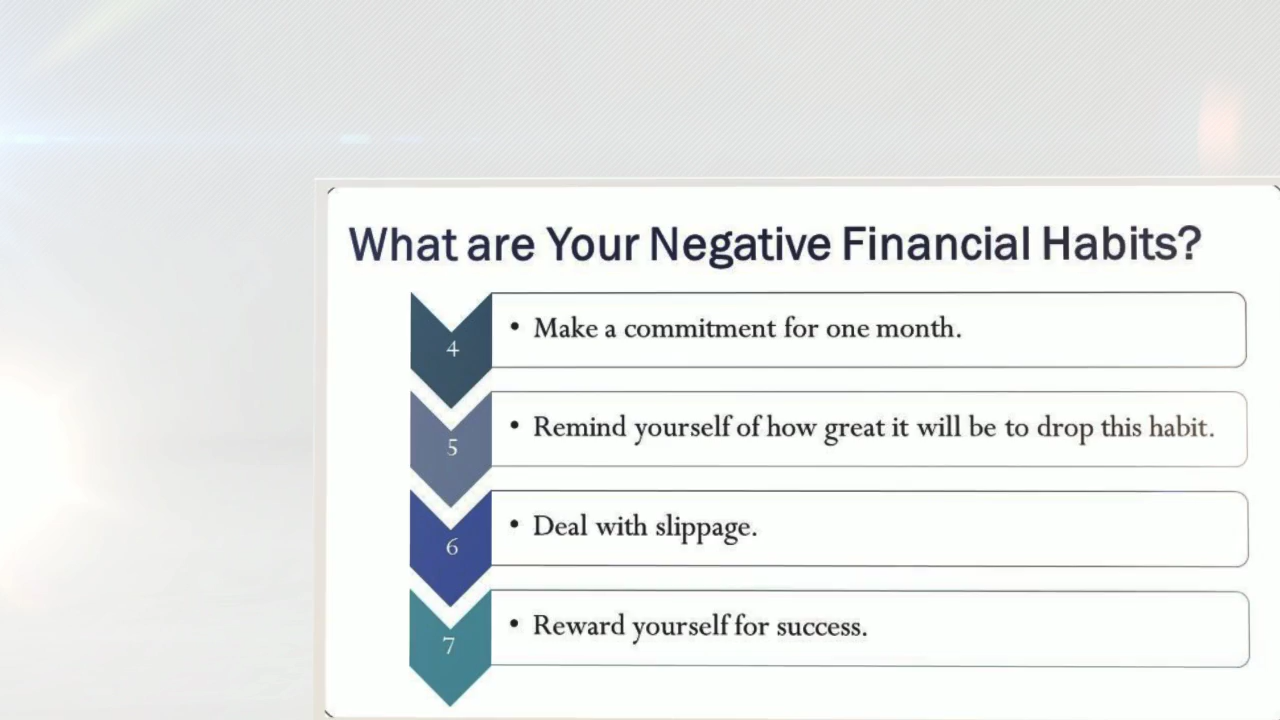 What are Your Negative Financial Habits?
4
• Make a commitment for one month.
5
• Remind yourself of how great it will be to drop this habit.
6
• Deal with slippage.
7
• Reward yourself for success.